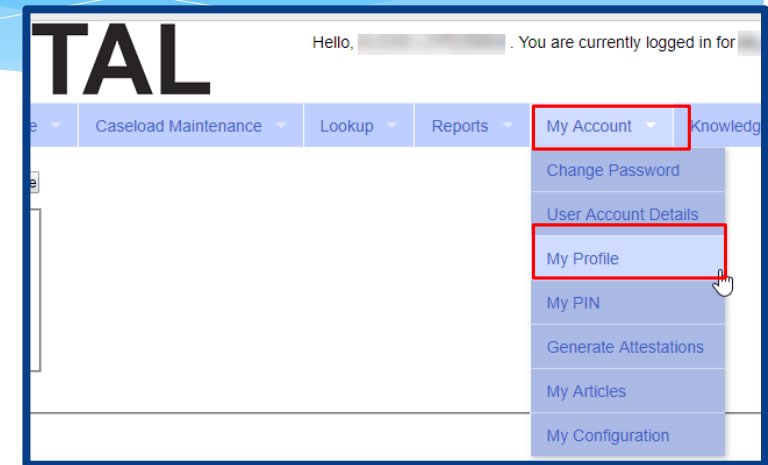 TAL
Hello, . You are currently logged in for
e Caseload Maintenance Lookup Reports My Account Knowledg
e
Change Password
User Account Details
My Profile
My PIN
Generate Attestations
My Articles
My Configuration